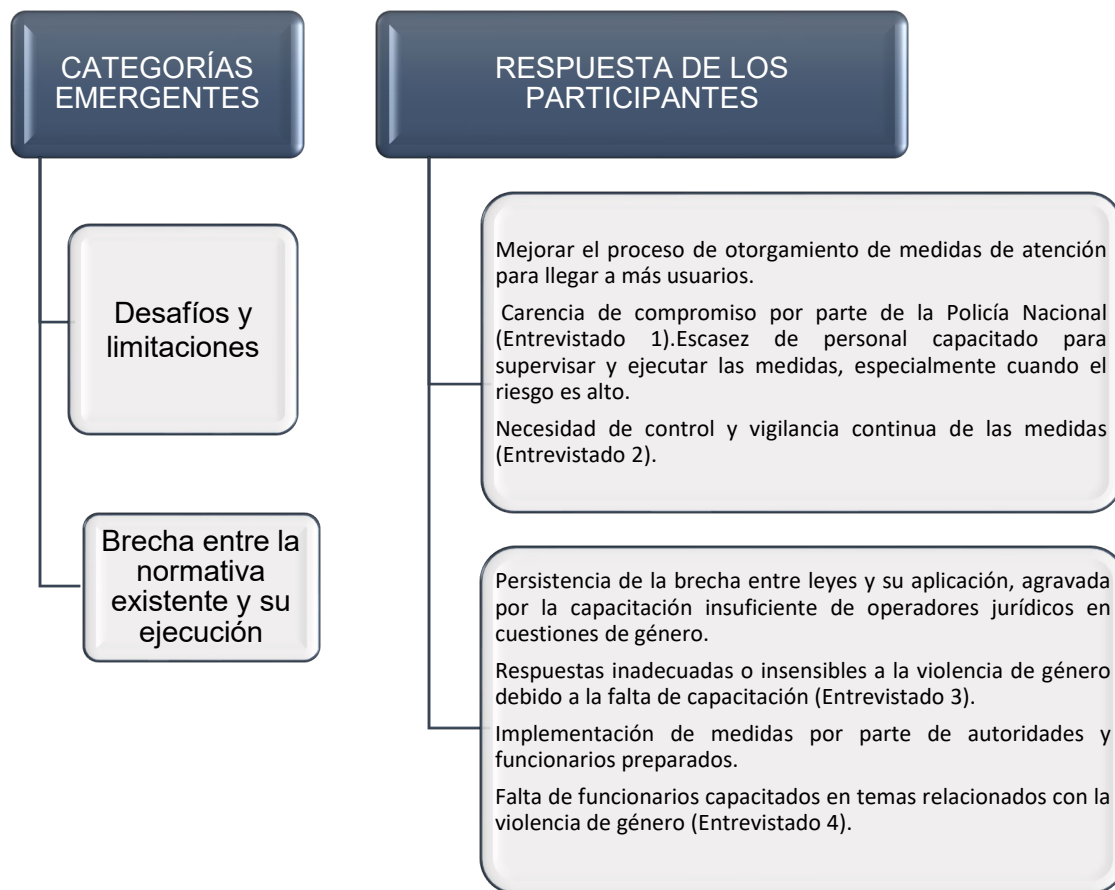 CATEGORÍAS
EMERGENTES
RESPUESTA DE LOS
PARTICIPANTES
Desafíos y
limitaciones
Mejorar el proceso de otorgamiento de medidas de atención
para llegar a más usuarios.
Carencia de compromiso por parte de la Policía Nacional
(Entrevistado 1).Escasez de personal capacitado para
supervisar y ejecutar las medidas, especialmente cuando el
riesgo es alto.
Necesidad de control y vigilancia continua de las medidas
(Entrevistado 2).
Brecha entre la
normativa
existente y su
ejecución
Persistencia de la brecha entre leyes y su aplicación, agravada
por la capacitación insuficiente de operadores jurídicos en
cuestiones de género.
Respuestas inadecuadas o insensibles a la violencia de género
debido a la falta de capacitación (Entrevistado 3).
Implementación de medidas por parte de autoridades y
funcionarios preparados.
Falta de funcionarios capacitados en temas relacionados con la
violencia de género (Entrevistado 4).